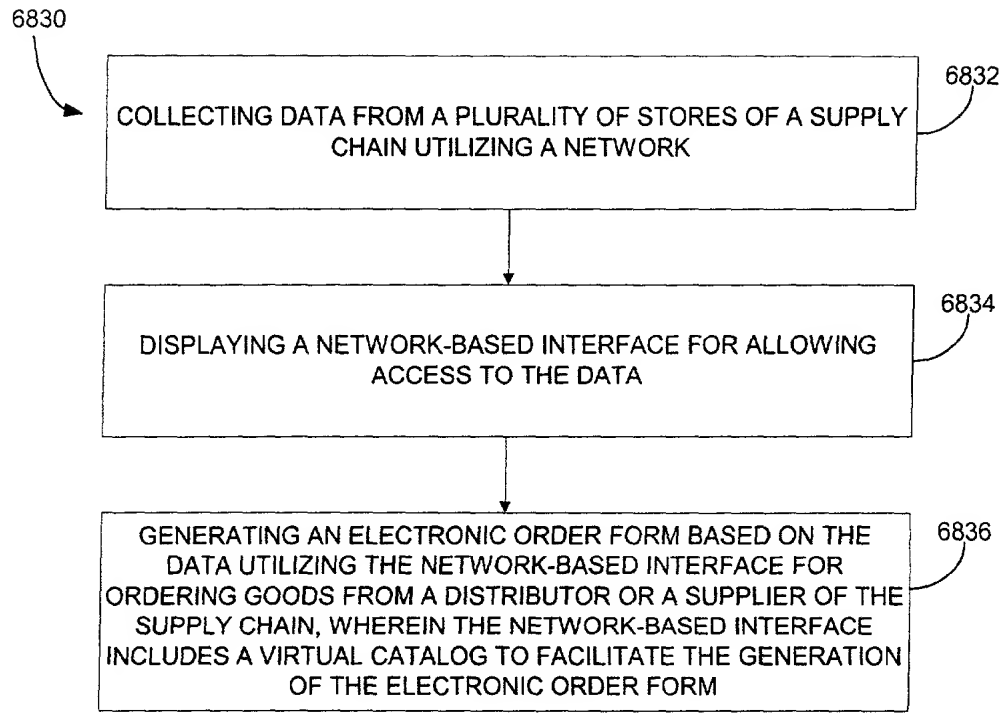 6830
6832
COLLECTING DATA FROM A PLURALITY OF STORES OF A SUPPLY
CHAIN UTILIZING A NETWORK
6834
DISPLAYING A NETWORK-BASED INTERFACE FOR ALLOWING
ACCESS TO THE DATA
6836
GENERATING AN ELECTRONIC ORDER FORM BASED ON THE
DATA UTILIZING THE NETWORK-BASED INTERFACE FOR
ORDERING GOODS FROM A DISTRIBUTOR OR A SUPPLIER OF THE
SUPPLY CHAIN, WHEREIN THE NETWORK-BASED INTERFACE
INCLUDES A VIRTUAL CATALOG TO FACILITATE THE GENERATION
OF THE ELECTRONIC ORDER FORM